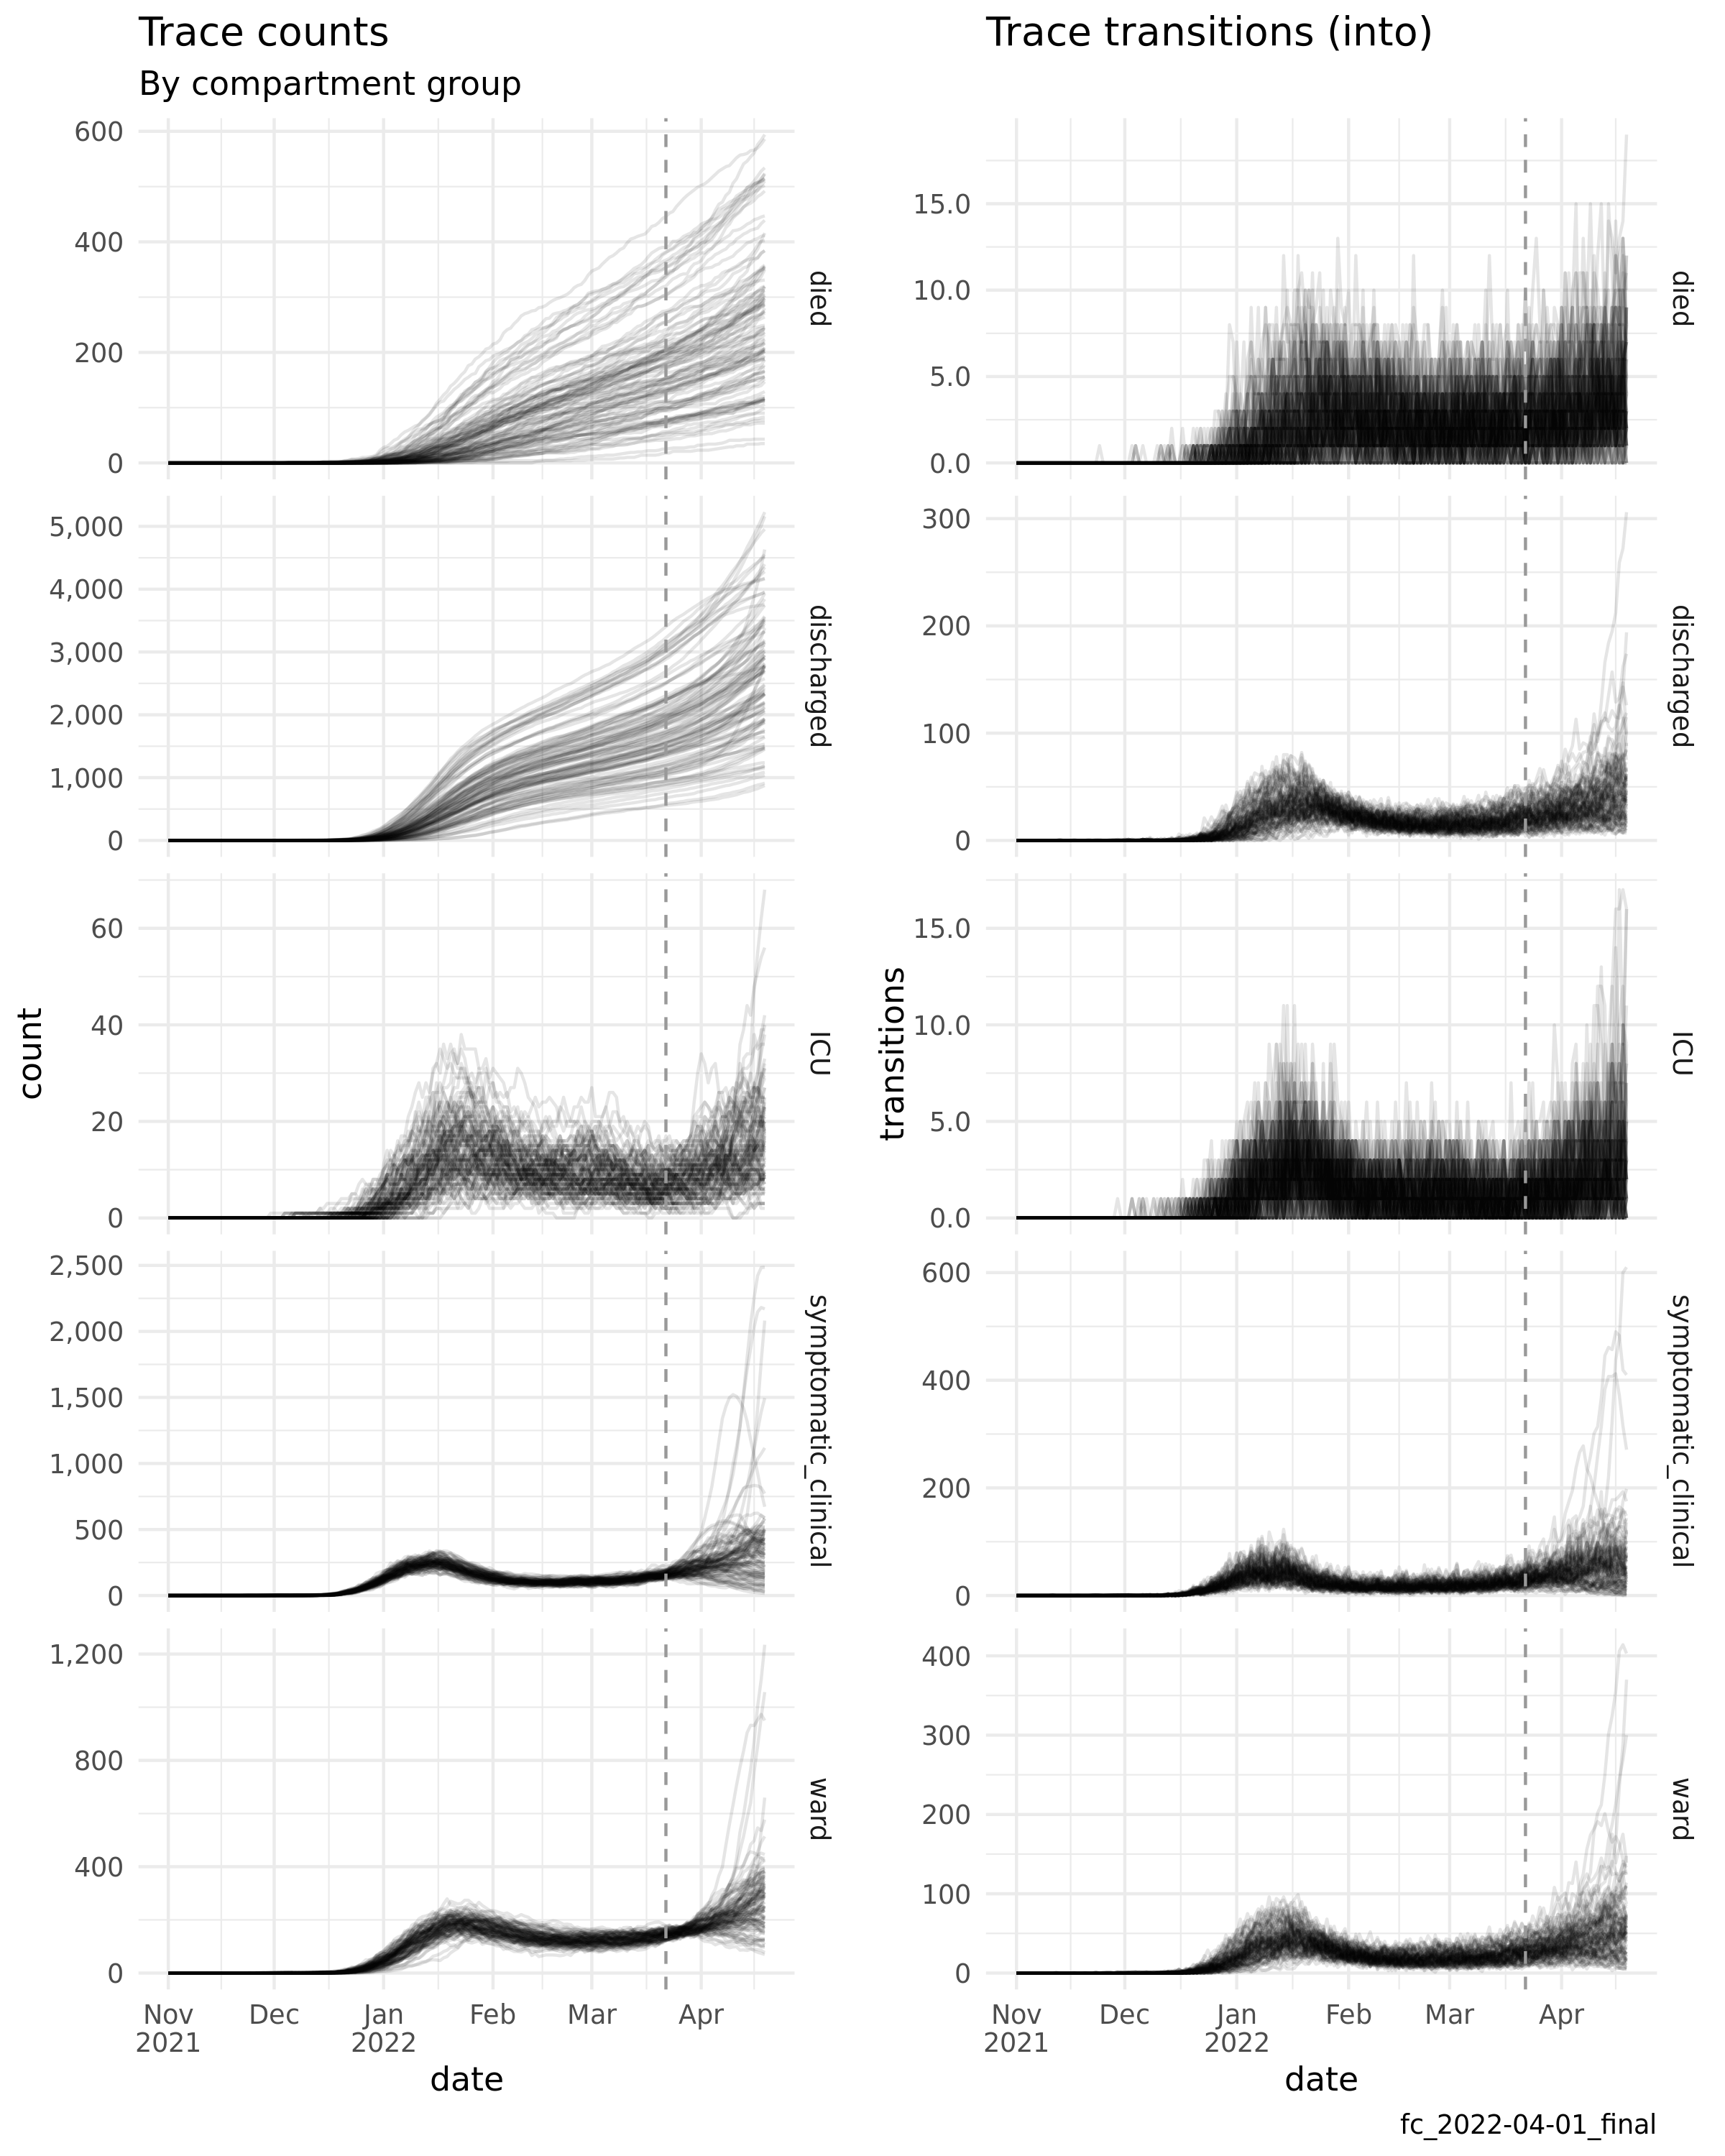 Trace counts
By compartment group
Trace transitions (into)
count
600
400
200
0
died
5,000
4,000
3,000
2,000
1,000
0
discharged
60
40
20
0
ICU
2,500
2,000
1,500
1,000
500
0
symptomatic_clinical
1,200
800
400
0
ward
Nov Dec Jan Feb Mar Apr
2021 2022
date
transitions
15.0
10.0
5.0
0.0
died
300
200
100
0
discharged
15.0
10.0
5.0
0.0
ICU
600
400
200
0
symptomatic_clinical
400
300
200
100
0
ward
Nov Dec Jan Feb Mar Apr
2021 2022
date
fc_2022-04-01_final